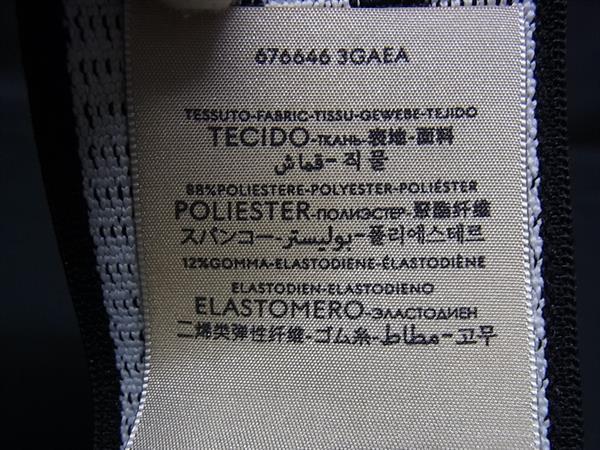 676646 3GAEA
TESSUTO-FABRIC-TISSU-GEWEBE-TEJIDO
TECIDO-ТКАНЬ-表地-面料
قماش-직물
88%POLIESTERE-POLYESTER-POLIÉSTER
POLIESTER-ПОЛИЭСТЕР-聚酯纤维
スパンコー-بوليستر-폴리에스테르
12%GOMMA-ELASTODIENE-ÉLASTODIÈNE
ELASTODIEN-ELASTODIENO
ELASTOMERO-ЭЛАСТОДИЕН
二烯类弹性纤维-ゴム糸-مطاط-고무